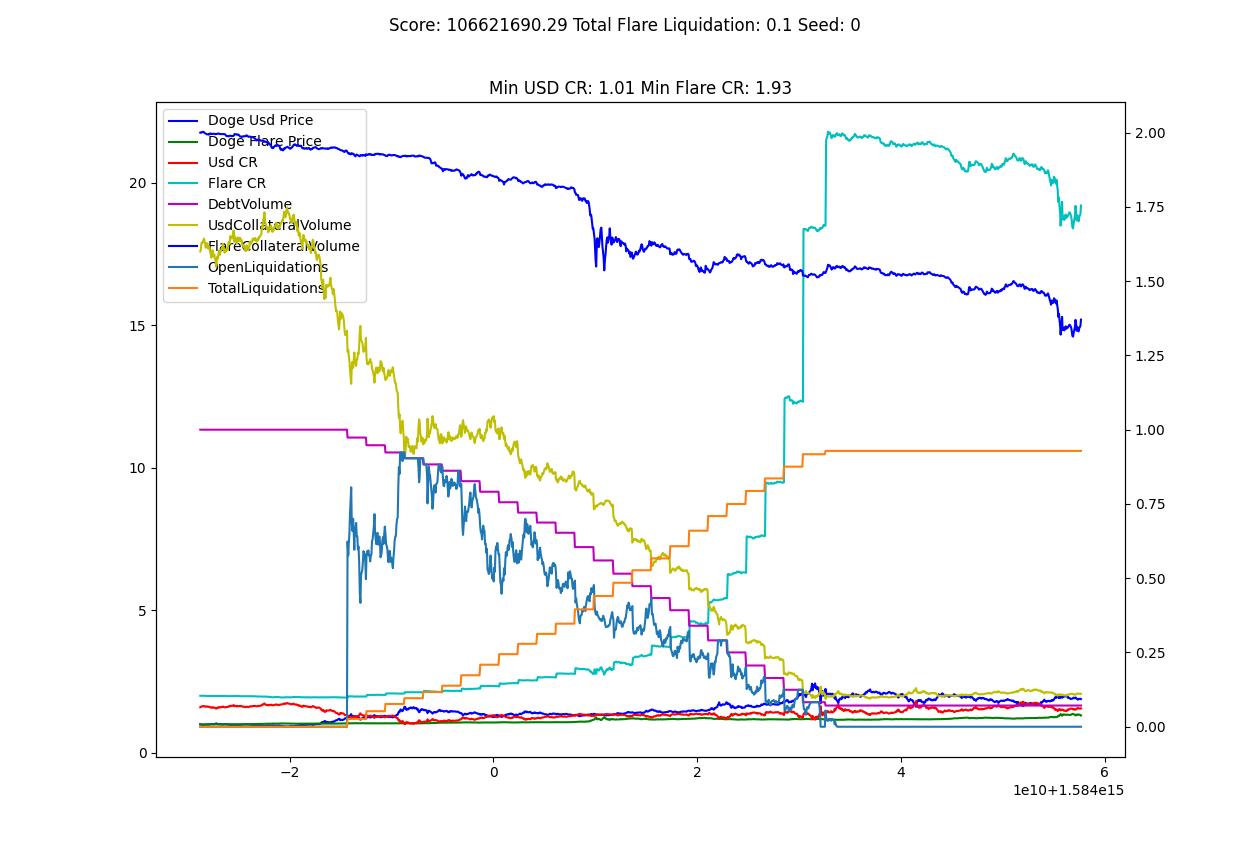 Score: 106621690.29 Total Flare Liquidation: 0.1 Seed: 0
Min USD CR: 1.01 Min Flare CR: 1.93
Doge Usd Price
Doge Flare Price
Usd CR
Flare CR
DebtVolume
UsdCollateralVolume
FlareCollateralVolume
OpenLiquidations
TotalLiquidations
20
15
10
5
0
2.00
1.75
1.50
1.25
1.00
0.75
0.50
0.25
0.00
−2
0
2
4
6
1e10+1.584e15